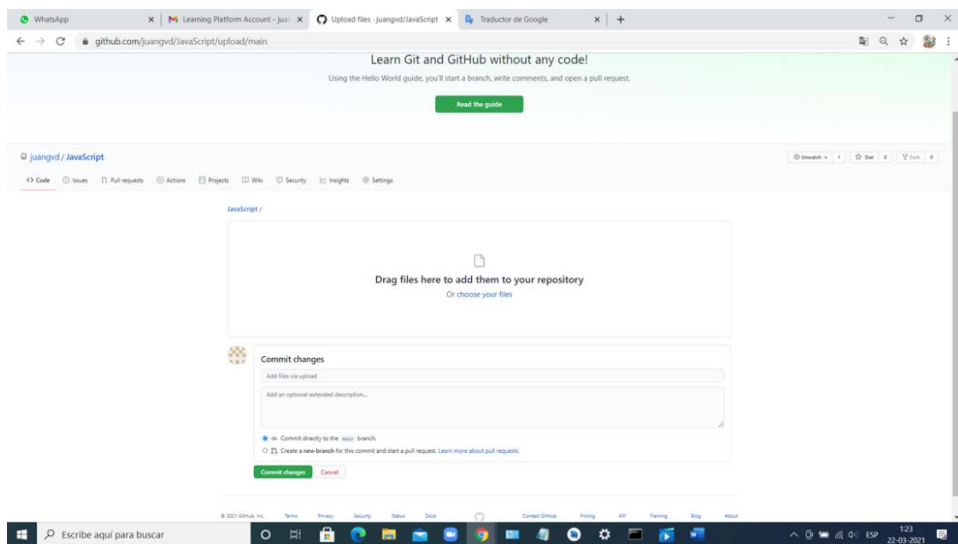 WhatsApp
Learning Platform Account - juan
Upload files · juangvd/JavaScript
Traductor de Google
github.com/juangvd/JavaScript/upload/main
Learn Git and GitHub without any code!
Using the Hello World guide, you'll start a branch, write comments, and open a pull request.
Read the guide
juangvd / JavaScript
Unwatch 1 Star 0 Fork 0
Code Issues Pull requests Actions Projects Wiki Security Insights Settings
JavaScript /
Drag files here to add them to your repository
Or choose your files
Commit changes
Add files via upload
Add an optional extended description...
Commit directly to the main branch.
Create a new branch for this commit and start a pull request. Learn more about pull requests.
Commit changes Cancel
© 2021 GitHub, Inc. Terms Privacy Security Status Docs Contact GitHub Pricing API Training Blog About
Escribe aquí para buscar
ESP
1:23
22-03-2021